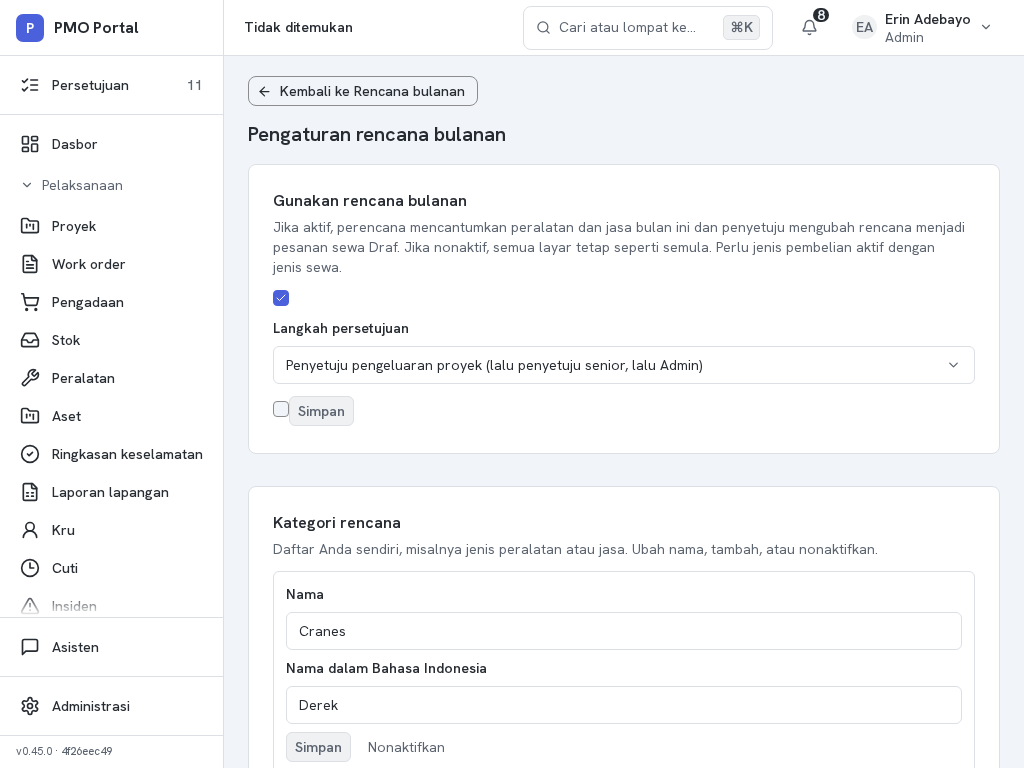 P PMO Portal
Tidak ditemukan
Cari atau lompat ke...
⌘K
8
EA
Erin Adebayo
Admin
Persetujuan 11
Dasbor
Pelaksanaan
Proyek
Work order
Pengadaan
Stok
Peralatan
Aset
Ringkasan keselamatan
Laporan lapangan
Kru
Cuti
Insiden
Asisten
Administrasi
v0.45.0 · 4f26eec49
Kembali ke Rencana bulanan
Pengaturan rencana bulanan
Gunakan rencana bulanan
Jika aktif, perencana mencantumkan peralatan dan jasa bulan ini dan penyetuju mengubah rencana menjadi
pesanan sewa Draf. Jika nonaktif, semua layar tetap seperti semula. Perlu jenis pembelian aktif dengan
jenis sewa.
Langkah persetujuan
Penyetuju pengeluaran proyek (lalu penyetuju senior, lalu Admin)
Simpan
Kategori rencana
Daftar Anda sendiri, misalnya jenis peralatan atau jasa. Ubah nama, tambah, atau nonaktifkan.
Nama
Cranes
Nama dalam Bahasa Indonesia
Derek
Simpan Nonaktifkan